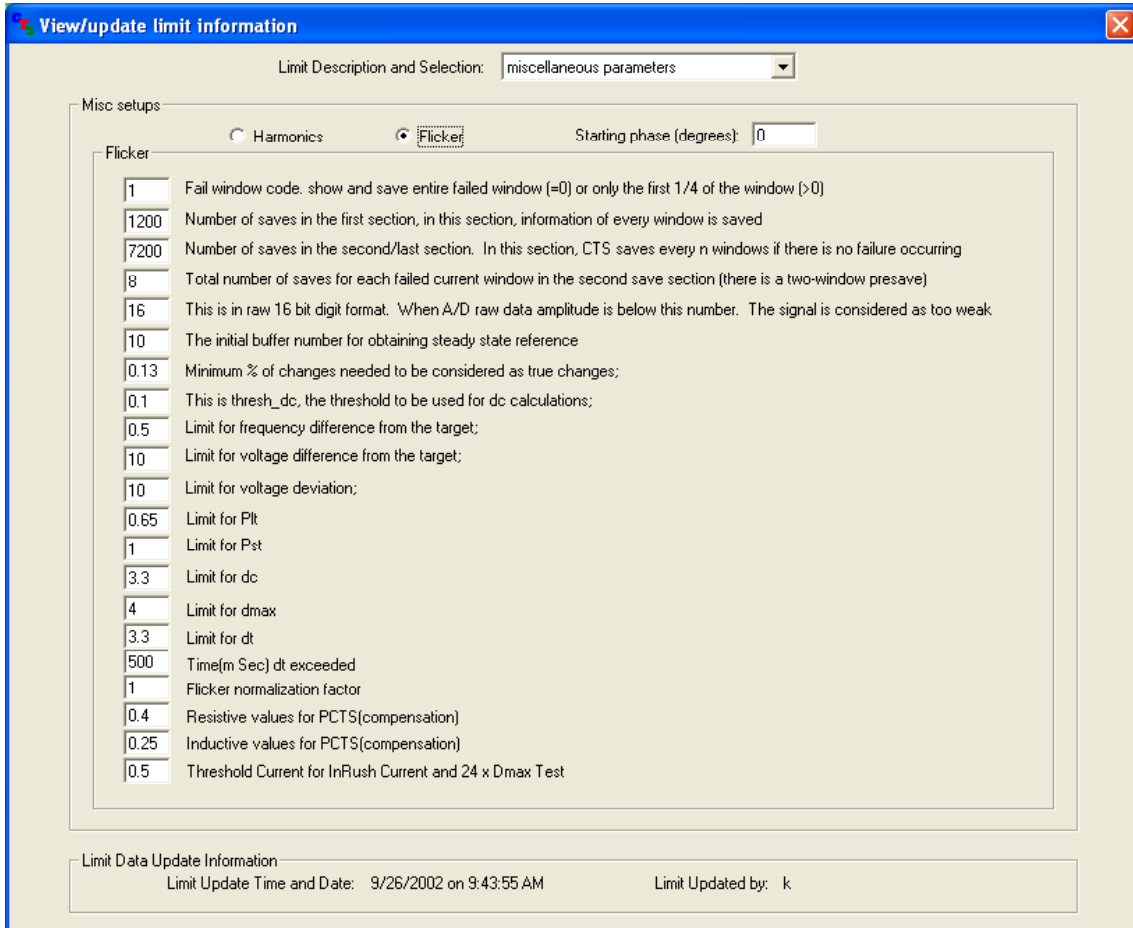 CTS View/update limit information
Limit Description and Selection: miscellaneous parameters
Misc setups
Harmonics Flicker Starting phase (degrees): 0
Flicker
1 Fail window code. show and save entire failed window (=0) or only the first 1/4 of the window (>0)
1200 Number of saves in the first section, in this section, information of every window is saved
7200 Number of saves in the second/last section. In this section, CTS saves every n windows if there is no failure occurring
8 Total number of saves for each failed current window in the second save section (there is a two-window presave)
16 This is in raw 16 bit digit format. When A/D raw data amplitude is below this number. The signal is considered as too weak
10 The initial buffer number for obtaining steady state reference
0.13 Minimum % of changes needed to be considered as true changes;
0.1 This is thresh_dc, the threshold to be used for dc calculations;
0.5 Limit for frequency difference from the target;
10 Limit for voltage difference from the target;
10 Limit for voltage deviation;
0.65 Limit for Plt
1 Limit for Pst
3.3 Limit for dc
4 Limit for dmax
3.3 Limit for dt
500 Time(m Sec) dt exceeded
1 Flicker normalization factor
0.4 Resistive values for PCTS(compensation)
0.25 Inductive values for PCTS(compensation)
0.5 Threshold Current for InRush Current and 24 x Dmax Test
Limit Data Update Information
Limit Update Time and Date: 9/26/2002 on 9:43:55 AM Limit Updated by: k